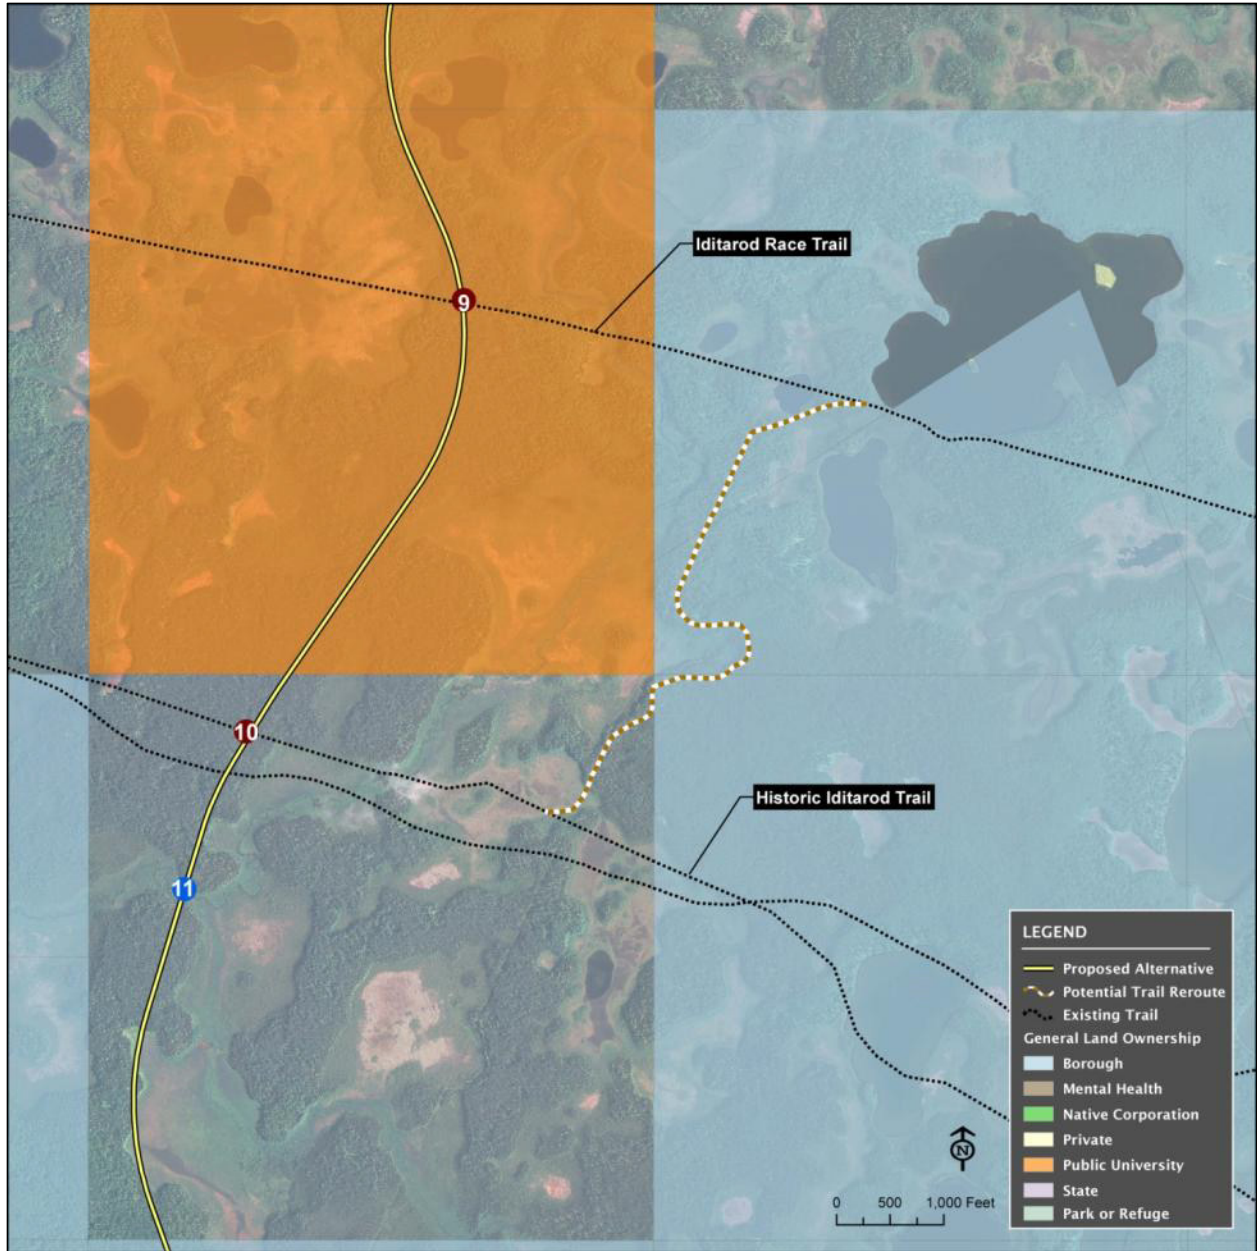 Iditarod Race Trail
9
10
Historic Iditarod Trail
11
LEGEND
Proposed Alternative
Potential Trail Reroute
Existing Trail
General Land Ownership
Borough
Mental Health
Native Corporation
Private
Public University
State
Park or Refuge
N
0 500 1,000 Feet